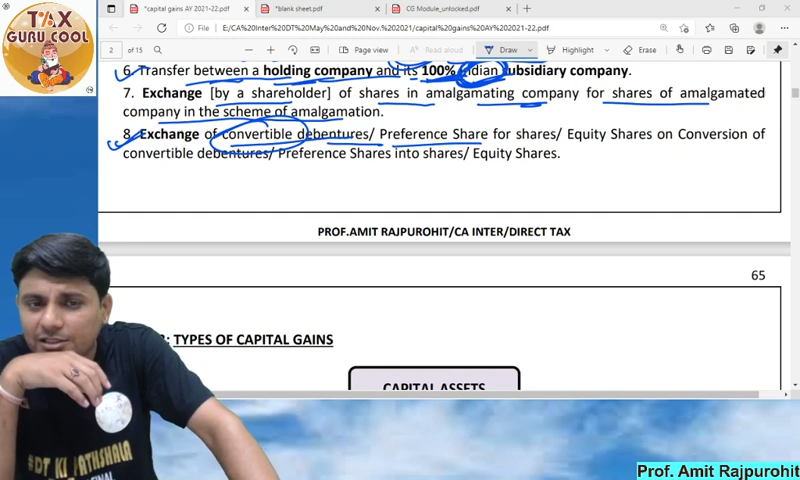 TAX
GURU COOL
*capital gains AY 2021-22.pdf
*blank sheet.pdf
CG Module_unlocked.pdf
File
E:/CA%20Inter%20DT%20May%20and%20Nov.%202021/capital%20gains%20AY%202021-22.pdf
2 of 15
Page view
Read aloud
Draw
Highlight
Erase
6. Transfer between a holding company and its 100% Indian subsidiary company.
7. Exchange [by a shareholder] of shares in amalgamating company for shares of amalgamated
company in the scheme of amalgamation.
8. Exchange of convertible debentures/ Preference Share for shares/ Equity Shares on Conversion of
convertible debentures/ Preference Shares into shares/ Equity Shares.
PROF.AMIT RAJPUROHIT/CA INTER/DIRECT TAX
65
: TYPES OF CAPITAL GAINS
CAPITAL ASSETS
#DT KI PATHSHALA
FINAL
Prof. Amit Rajpurohit